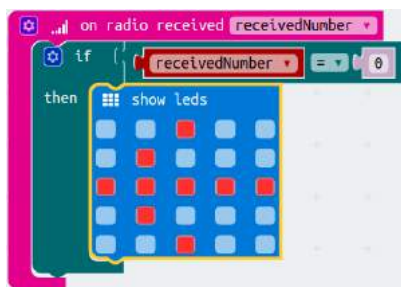 on radio received receivedNumber
if receivedNumber = 0
then show leds